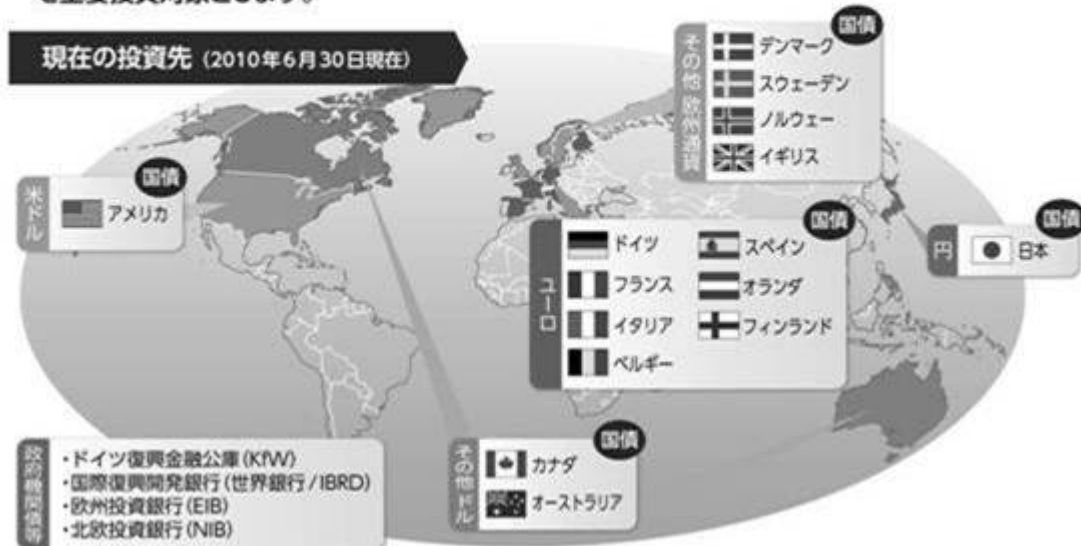 現在の投資先 (2010年6月30日現在)
その他欧州通貨
国債
デンマーク
スウェーデン
ノルウェー
イギリス
米ドル
国債
アメリカ
円
国債
日本
ユーロ
国債
ドイツ
フランス
イタリア
ベルギー
スペイン
オランダ
フィンランド
政府機関債等
・ドイツ復興金融公庫(KfW)
・国際復興開発銀行(世界銀行/IBRD)
・欧州投資銀行(EIB)
・北欧投資銀行(NIB)
その他ドル
国債
カナダ
オーストラリア